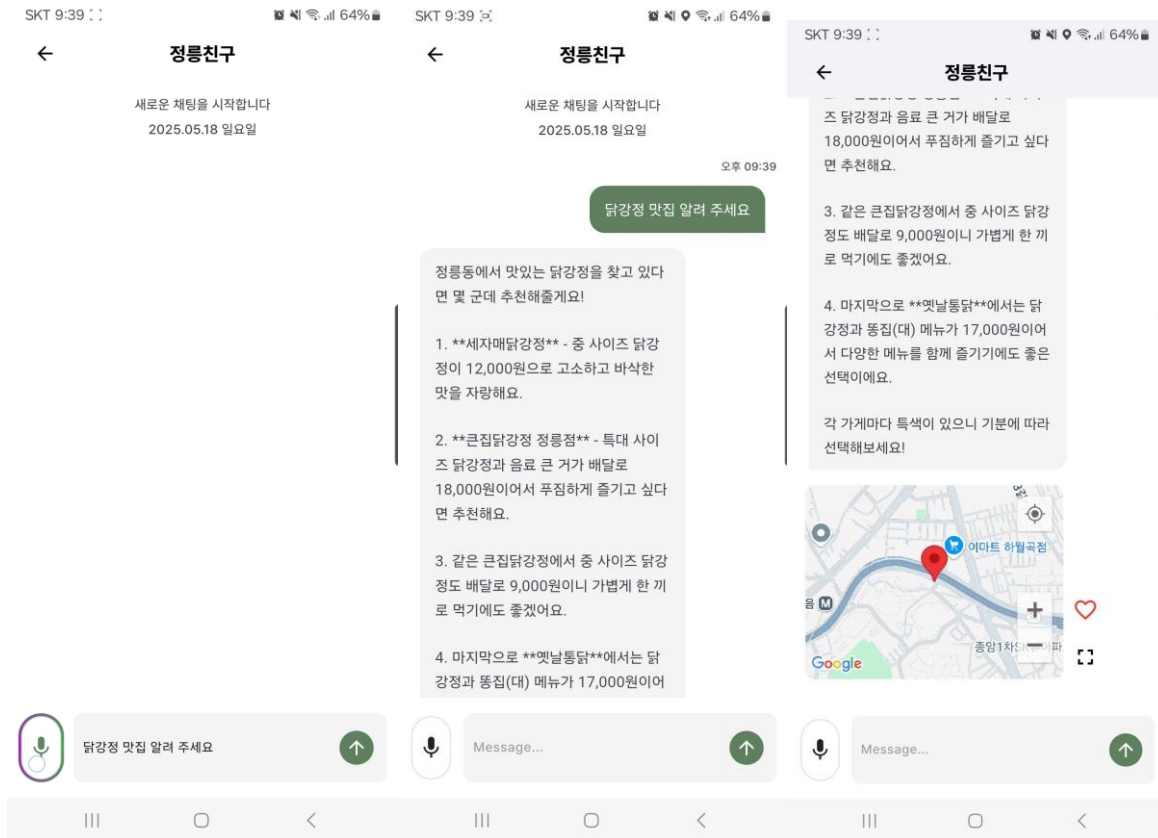 SKT 9:39 64%
정릉친구
새로운 채팅을 시작합니다
2025.05.18 일요일
닭강정 맛집 알려 주세요
SKT 9:39 64%
정릉친구
새로운 채팅을 시작합니다
2025.05.18 일요일
오후 09:39
닭강정 맛집 알려 주세요
정릉동에서 맛있는 닭강정을 찾고 있다
면 몇 군데 추천해줄게요!
1. **세자매닭강정** - 중 사이즈 닭강
정이 12,000원으로 고소하고 바삭한
맛을 자랑해요.
2. **큰집닭강정 정릉점** - 특대 사이
즈 닭강정과 음료 큰 거가 배달로
18,000원이어서 푸짐하게 즐기고 싶다
면 추천해요.
3. 같은 큰집닭강정에서 중 사이즈 닭강
정도 배달로 9,000원이니 가볍게 한 끼
로 먹기에도 좋겠어요.
4. 마지막으로 **옛날통닭**에서는 닭
강정과 똥집(대) 메뉴가 17,000원이어
Message...
SKT 9:39 64%
정릉친구
즈 닭강정과 음료 큰 거가 배달로
18,000원이어서 푸짐하게 즐기고 싶다
면 추천해요.
3. 같은 큰집닭강정에서 중 사이즈 닭강
정도 배달로 9,000원이니 가볍게 한 끼
로 먹기에도 좋겠어요.
4. 마지막으로 **옛날통닭**에서는 닭
강정과 똥집(대) 메뉴가 17,000원이어
서 다양한 메뉴를 함께 즐기기에도 좋은
선택이에요.
각 가게마다 특색이 있으니 기분에 따라
선택해보세요!
이마트 하월곡점
음 M
종암1차SK
Google
Message...